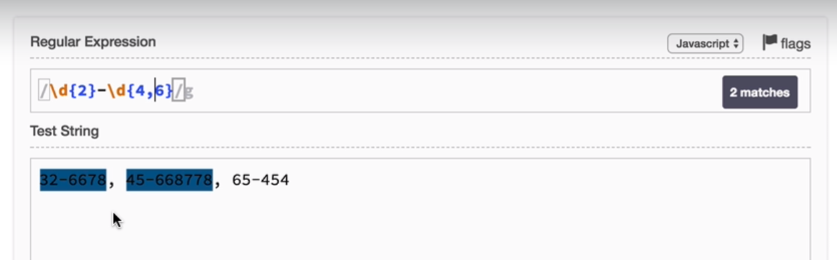 Regular Expression
Javascript flags
/\d{2}-\d{4,6}/g
2 matches
Test String
32-6678, 45-668778, 65-454